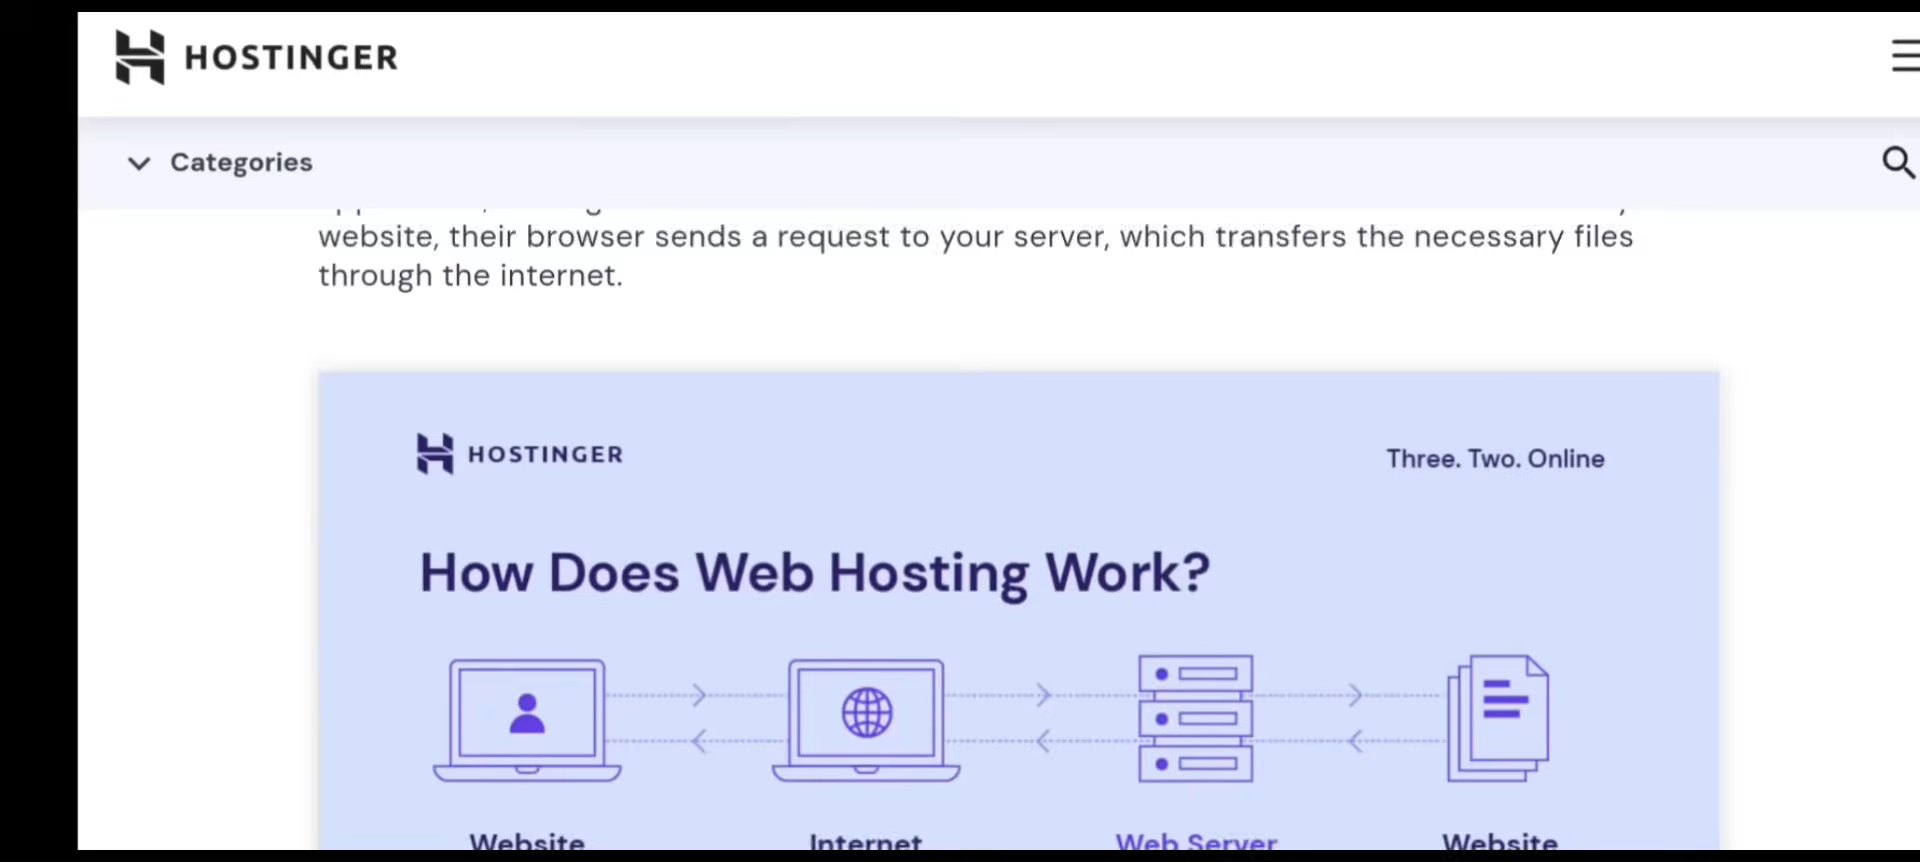 HOSTINGER
Categories
website, their browser sends a request to your server, which transfers the necessary files
through the internet.
HOSTINGER
Three. Two. Online
How Does Web Hosting Work?
Website
Internet
Web Server
Website